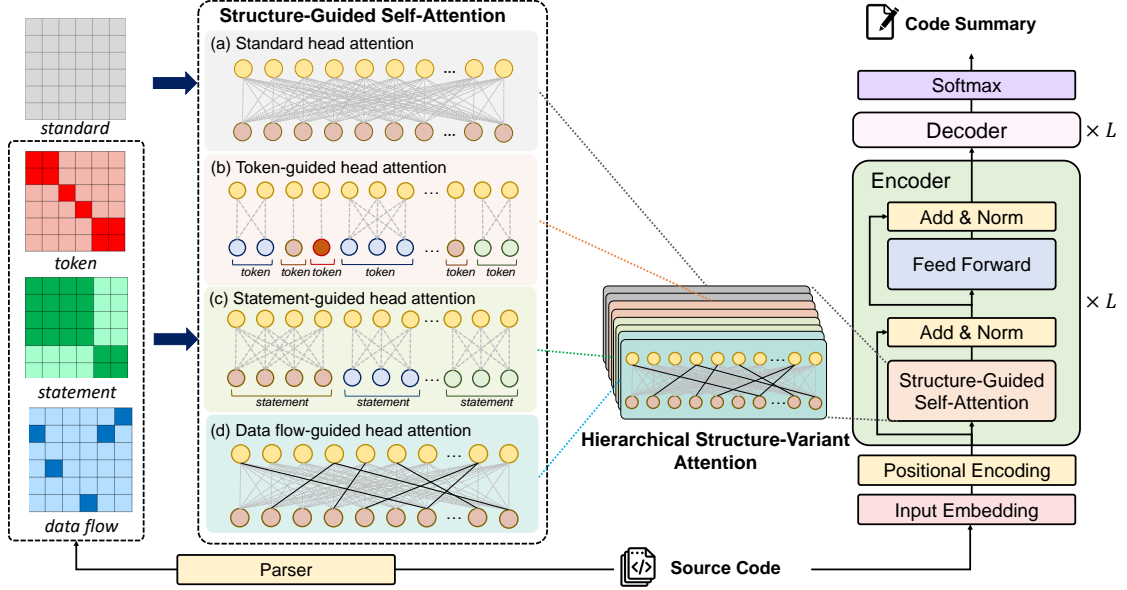 standard
token
statement
data flow
Structure-Guided Self-Attention
(a) Standard head attention
...
...
(b) Token-guided head attention
...
...
token token token token token token
(c) Statement-guided head attention
...
...
statement statement statement
(d) Data flow-guided head attention
...
...
Parser
Source Code
...
...
Hierarchical Structure-Variant
Attention
Code Summary
Softmax
Decoder
× L
Encoder
Add & Norm
Feed Forward
× L
Add & Norm
Structure-Guided
Self-Attention
Positional Encoding
Input Embedding